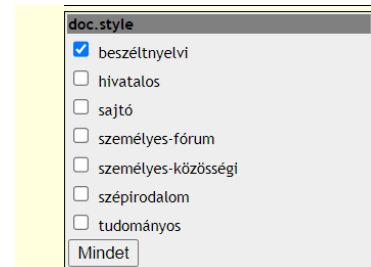 doc.style
beszéltnyelvi
hivatalos
sajtó
személyes-fórum
személyes-közösségi
szépirodalom
tudományos
Mindet